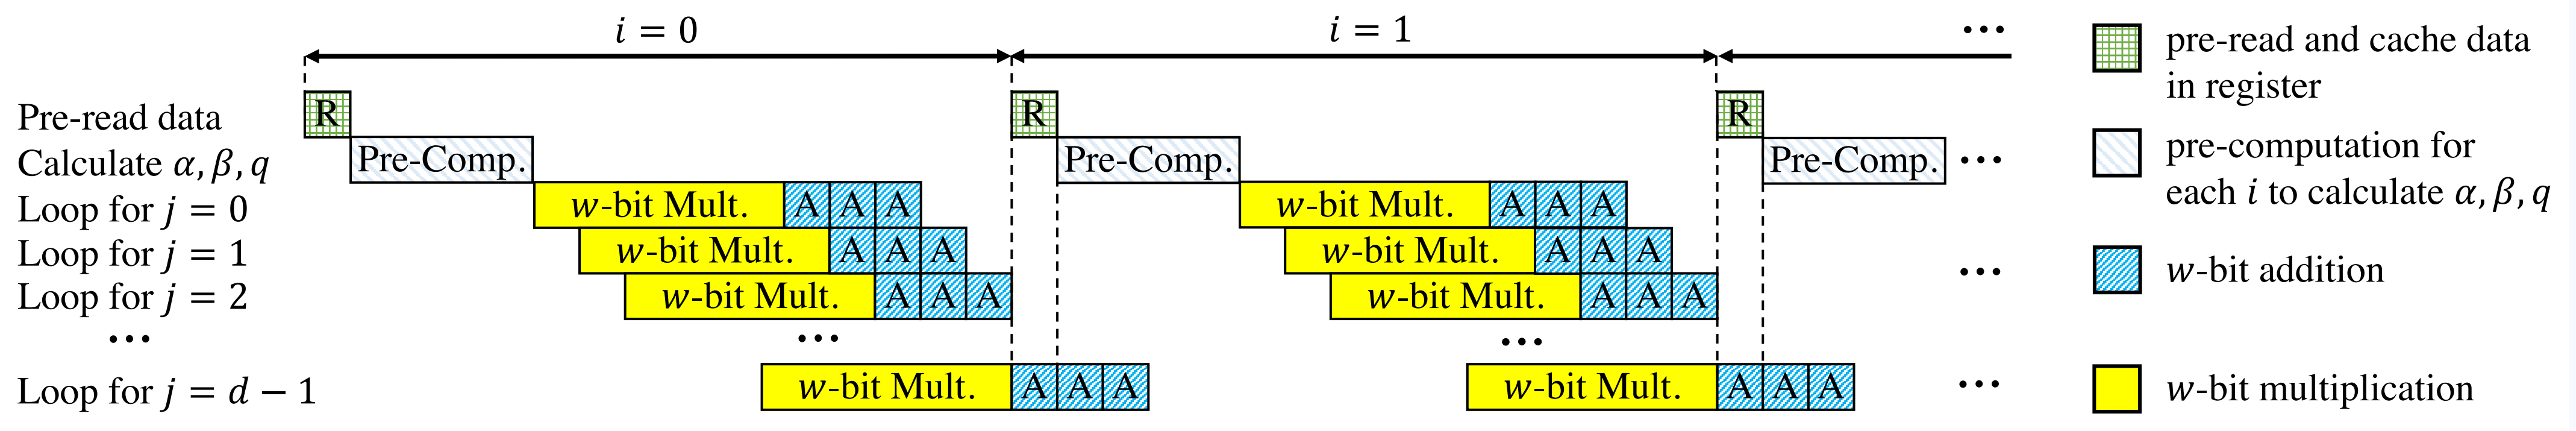 i = 0
i = 1
...
Pre-read data
R
R
R
Calculate α, β, q
Pre-Comp.
Pre-Comp.
Pre-Comp.
...
Loop for j = 0
w-bit Mult. A A A
w-bit Mult. A A A
Loop for j = 1
w-bit Mult. A A A
w-bit Mult. A A A
Loop for j = 2
w-bit Mult. A A A
w-bit Mult. A A A
...
...
...
...
Loop for j = d − 1
w-bit Mult. A A A
w-bit Mult. A A A
...
pre-read and cache data
in register
pre-computation for
each i to calculate α, β, q
w-bit addition
w-bit multiplication